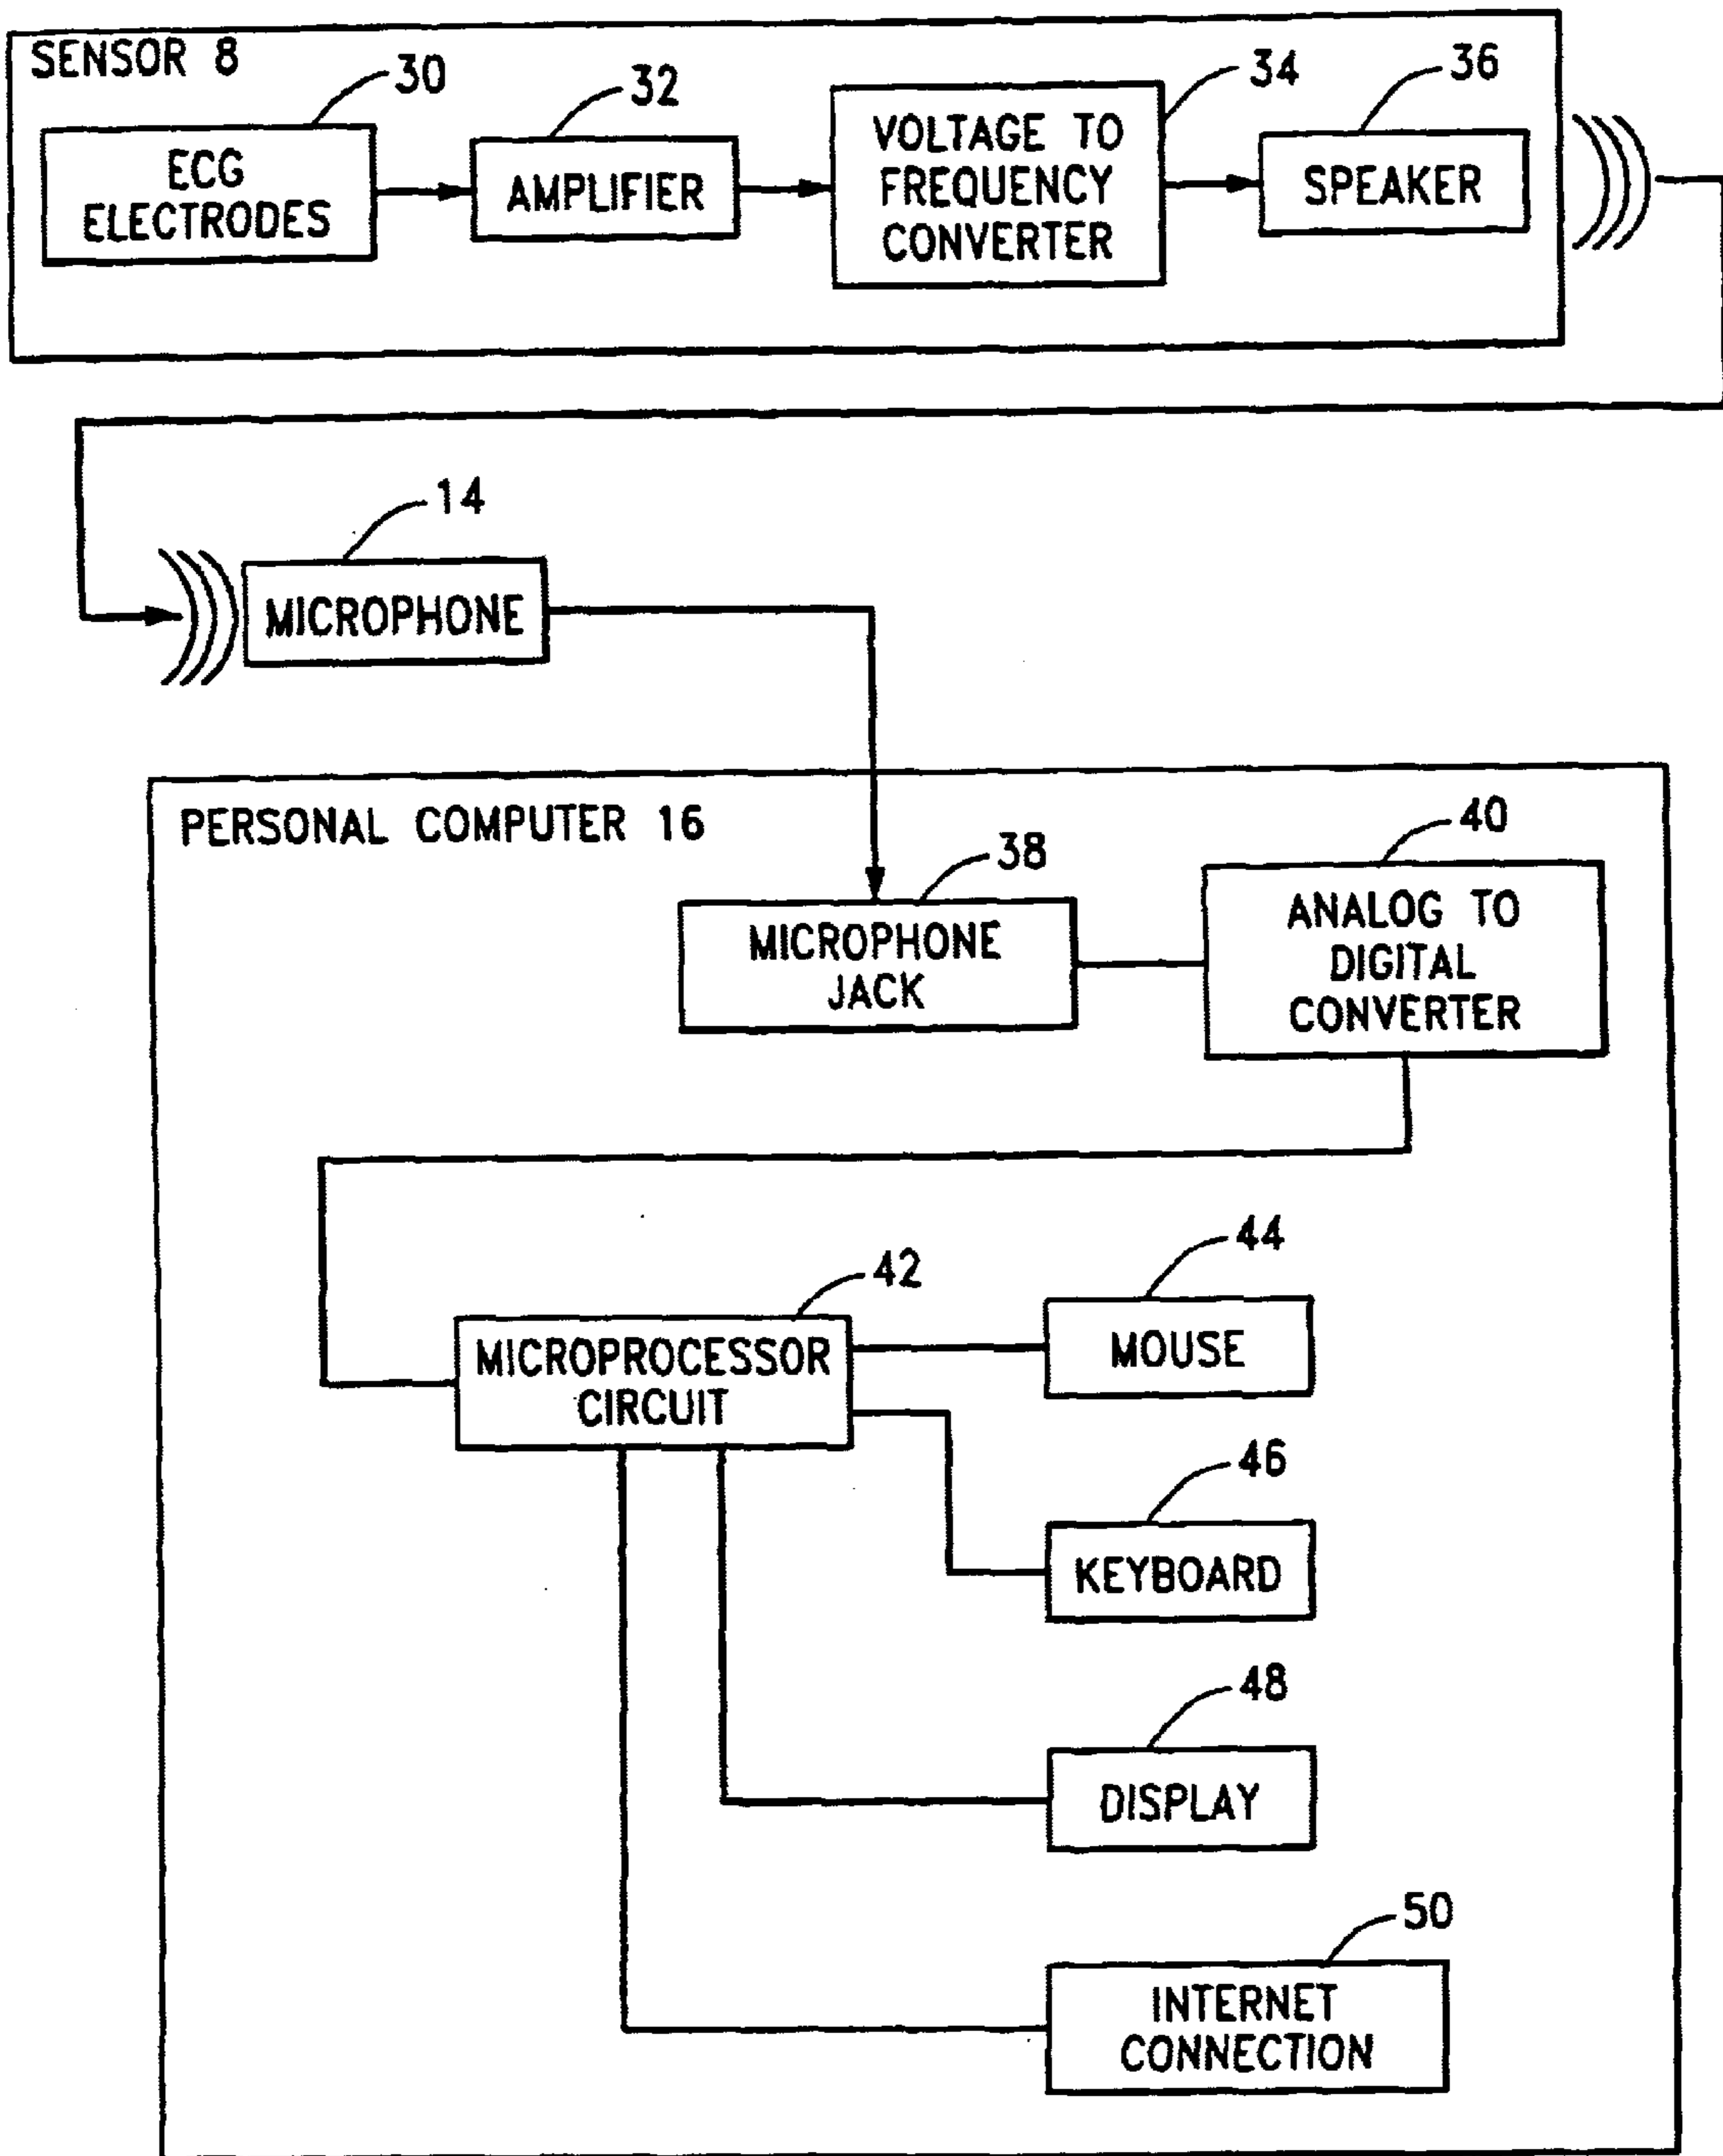 SENSOR 8
30
32
34
36
ECG
ELECTRODES
AMPLIFIER
VOLTAGE TO
FREQUENCY
CONVERTER
SPEAKER
14
MICROPHONE
PERSONAL COMPUTER 16
38
40
MICROPHONE
JACK
ANALOG TO
DIGITAL
CONVERTER
42
44
MICROPROCESSOR
CIRCUIT
MOUSE
46
KEYBOARD
48
DISPLAY
50
INTERNET
CONNECTION